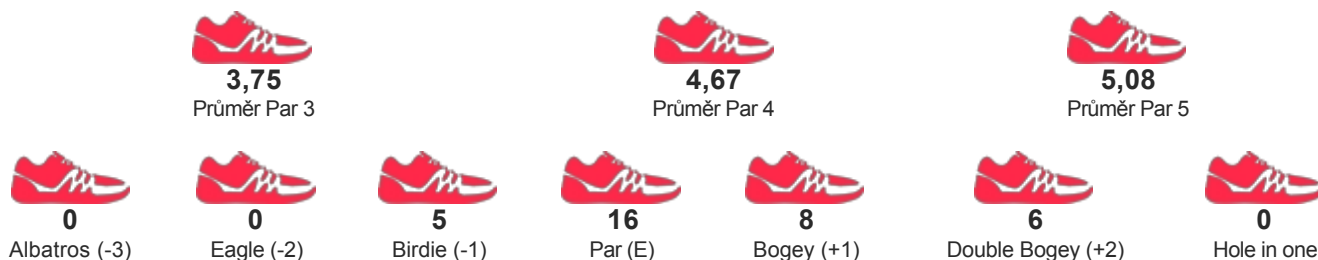 3,75
Průměr Par 3
4,67
Průměr Par 4
5,08
Průměr Par 5
0
Albatros (-3)
0
Eagle (-2)
5
Birdie (-1)
16
Par (E)
8
Bogey (+1)
6
Double Bogey (+2)
0
Hole in one